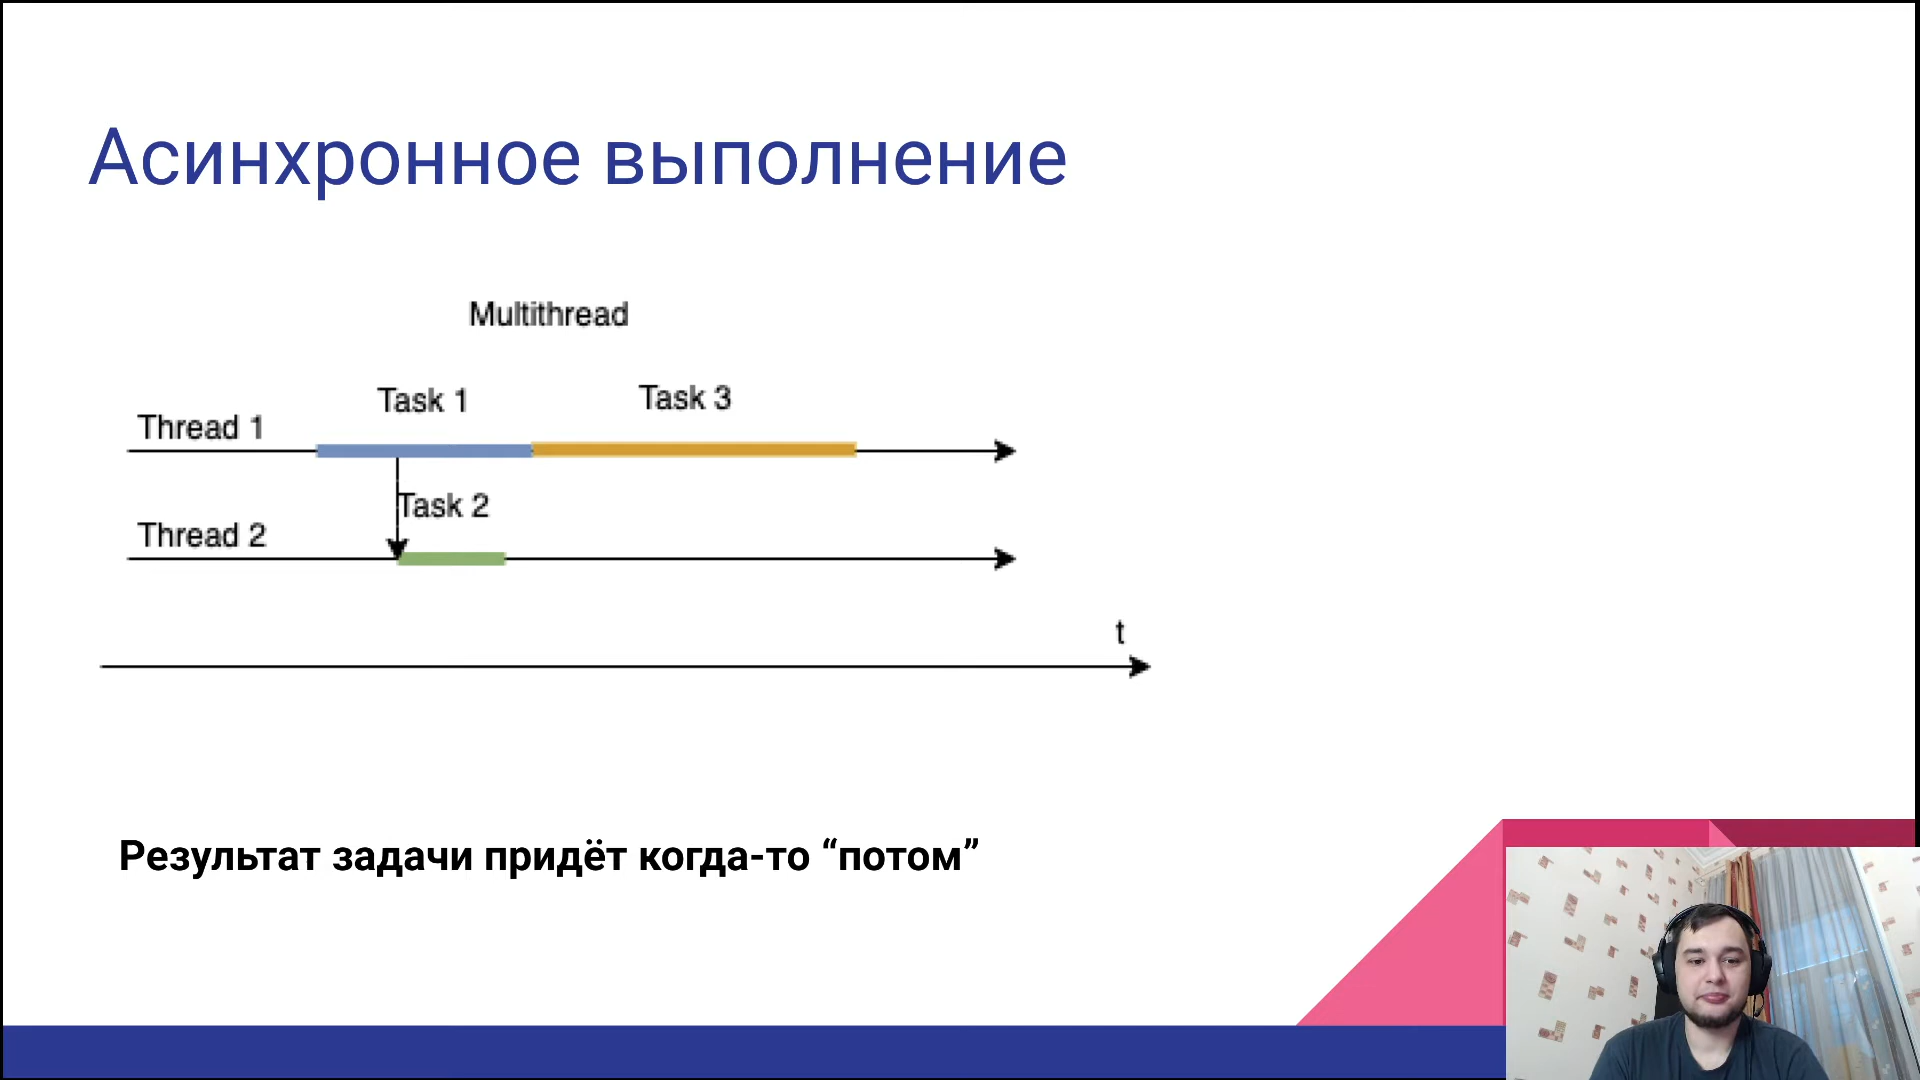 Асинхронное выполнение
Multithread
Task 1
Task 3
Thread 1
Task 2
Thread 2
t
Результат задачи придёт когда-то “потом”